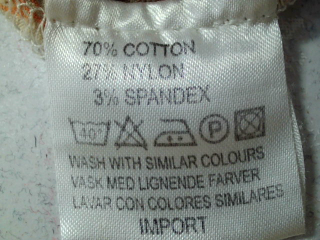 70% COTTON
27% NYLON
3% SPANDEX
40° P
WASH WITH SIMILAR COLOURS
VASK MED LIGNENDE FARVER
LAVAR CON COLORES SIMILARES
IMPORT